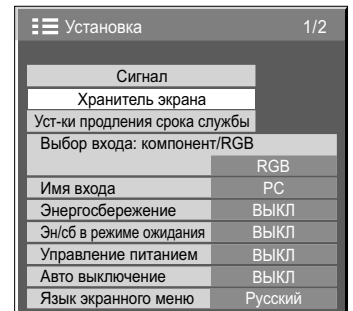 Установка 1/2
Сигнал
Хранитель экрана
Уст-ки продления срока службы
Выбор входа: компонент/RGB
RGB
Имя входа PC
Энергосбережение ВЫКЛ
Эн/сб в режиме ожидания ВЫКЛ
Управление питанием ВЫКЛ
Авто выключение ВЫКЛ
Язык экранного меню Русский